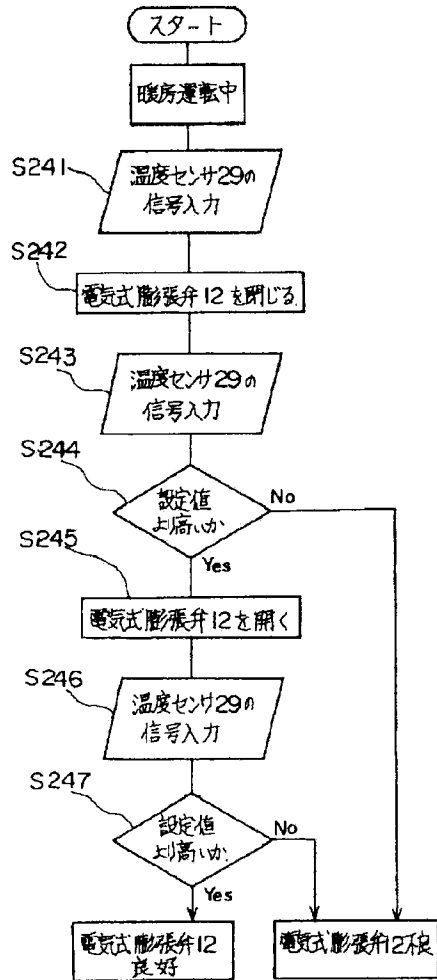 スタート
暖房運転中
S241
温度センサ29の
信号入力
S242
電気式膨張弁12を閉じる
S243
温度センサ29の
信号入力
S244
設定値
より高いか
No
Yes
S245
電気式膨張弁12を開く
S246
温度センサ29の
信号入力
S247
設定値
より高いか
No
Yes
電気式膨張弁12
良好
電気式膨張弁12不良